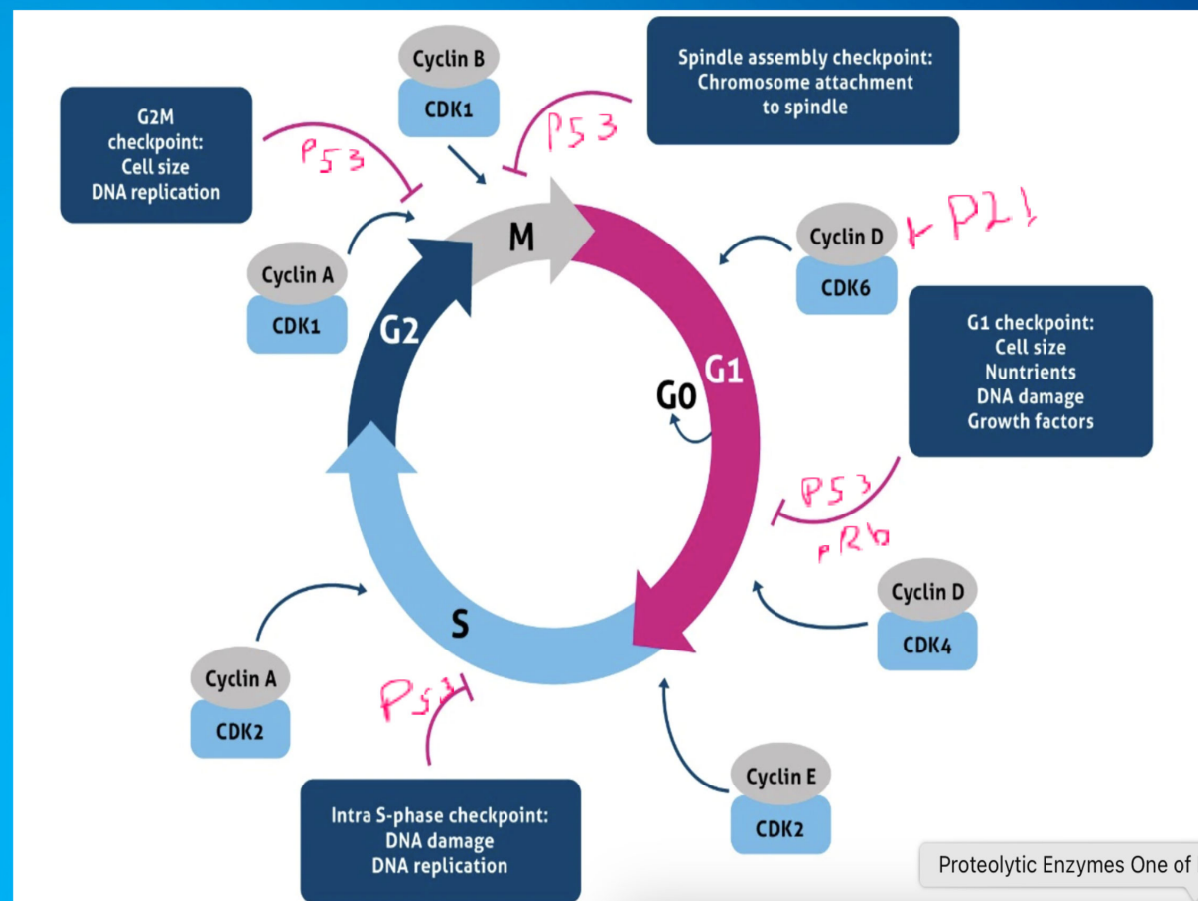 Cyclin B
CDK1
Spindle assembly checkpoint:
Chromosome attachment
to spindle
G2M
checkpoint:
Cell size
DNA replication
P53
P53
M
Cyclin D
CDK6
P21
Cyclin A
CDK1
G2
G1 checkpoint:
Cell size
Nuntrients
DNA damage
Growth factors
G1
G0
P53
pRb
Cyclin D
CDK4
S
Cyclin A
CDK2
P53
Cyclin E
CDK2
Intra S-phase checkpoint:
DNA damage
DNA replication
Proteolytic Enzymes One of